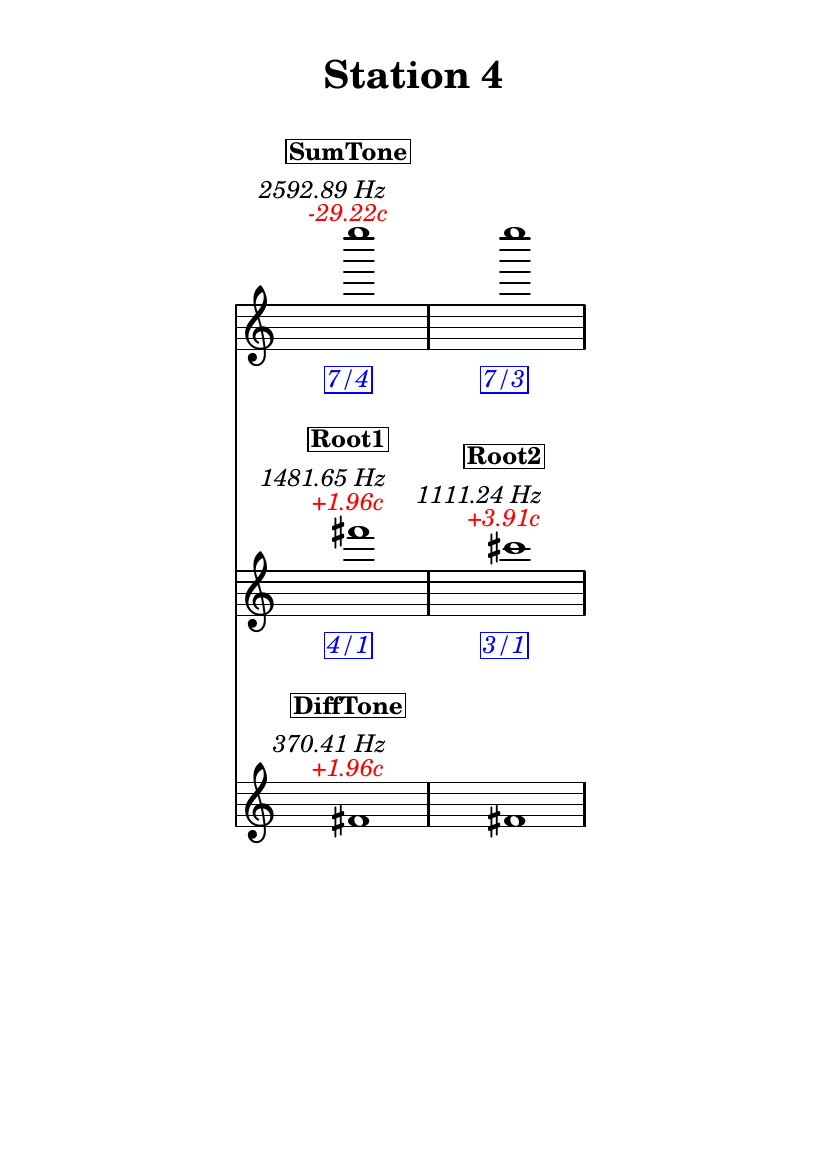 Station 4
SumTone
2592.89 Hz
-29.22c
7/4
7/3
Root1
1481.65 Hz
+1.96c
Root2
1111.24 Hz
+3.91c
4/1
3/1
DiffTone
370.41 Hz
+1.96c